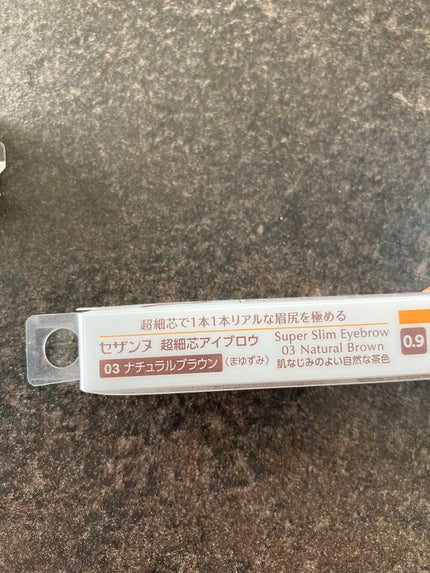 超細芯で1本1本リアルな眉尻を極める
セザンヌ 超細芯アイブロウ
03 ナチュラルブラウン (まゆずみ)
Super Slim Eyebrow
03 Natural Brown
肌なじみのよい自然な茶色
0.9